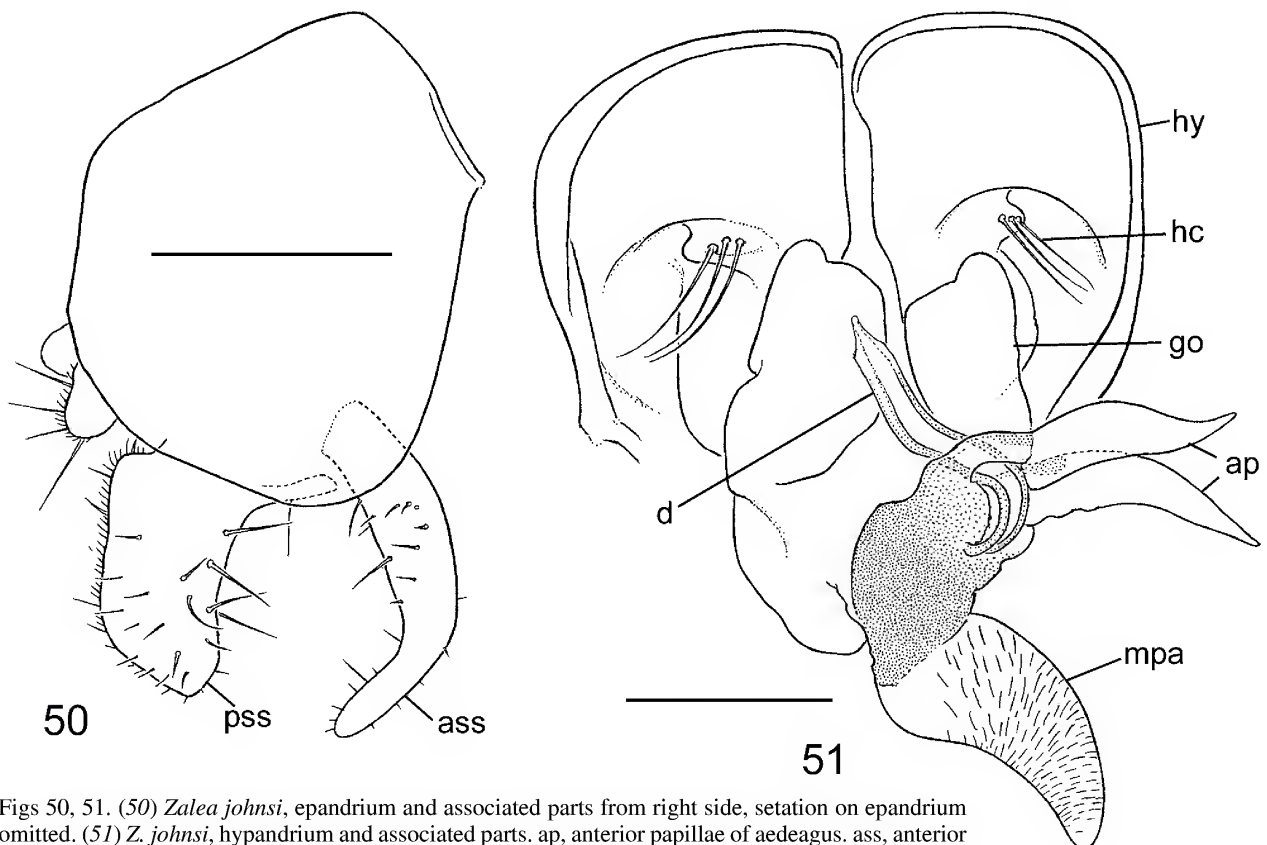 hy
hc
go
ap
d
mpa
pss
ass
50
51
Figs 50, 51. (50) Zalea johnsi, epandrium and associated parts from right side, setation on epandrium
omitted. (51) Z. johnsi, hypandrium and associated parts. ap, anterior papillae of aedeagus. ass, anterior